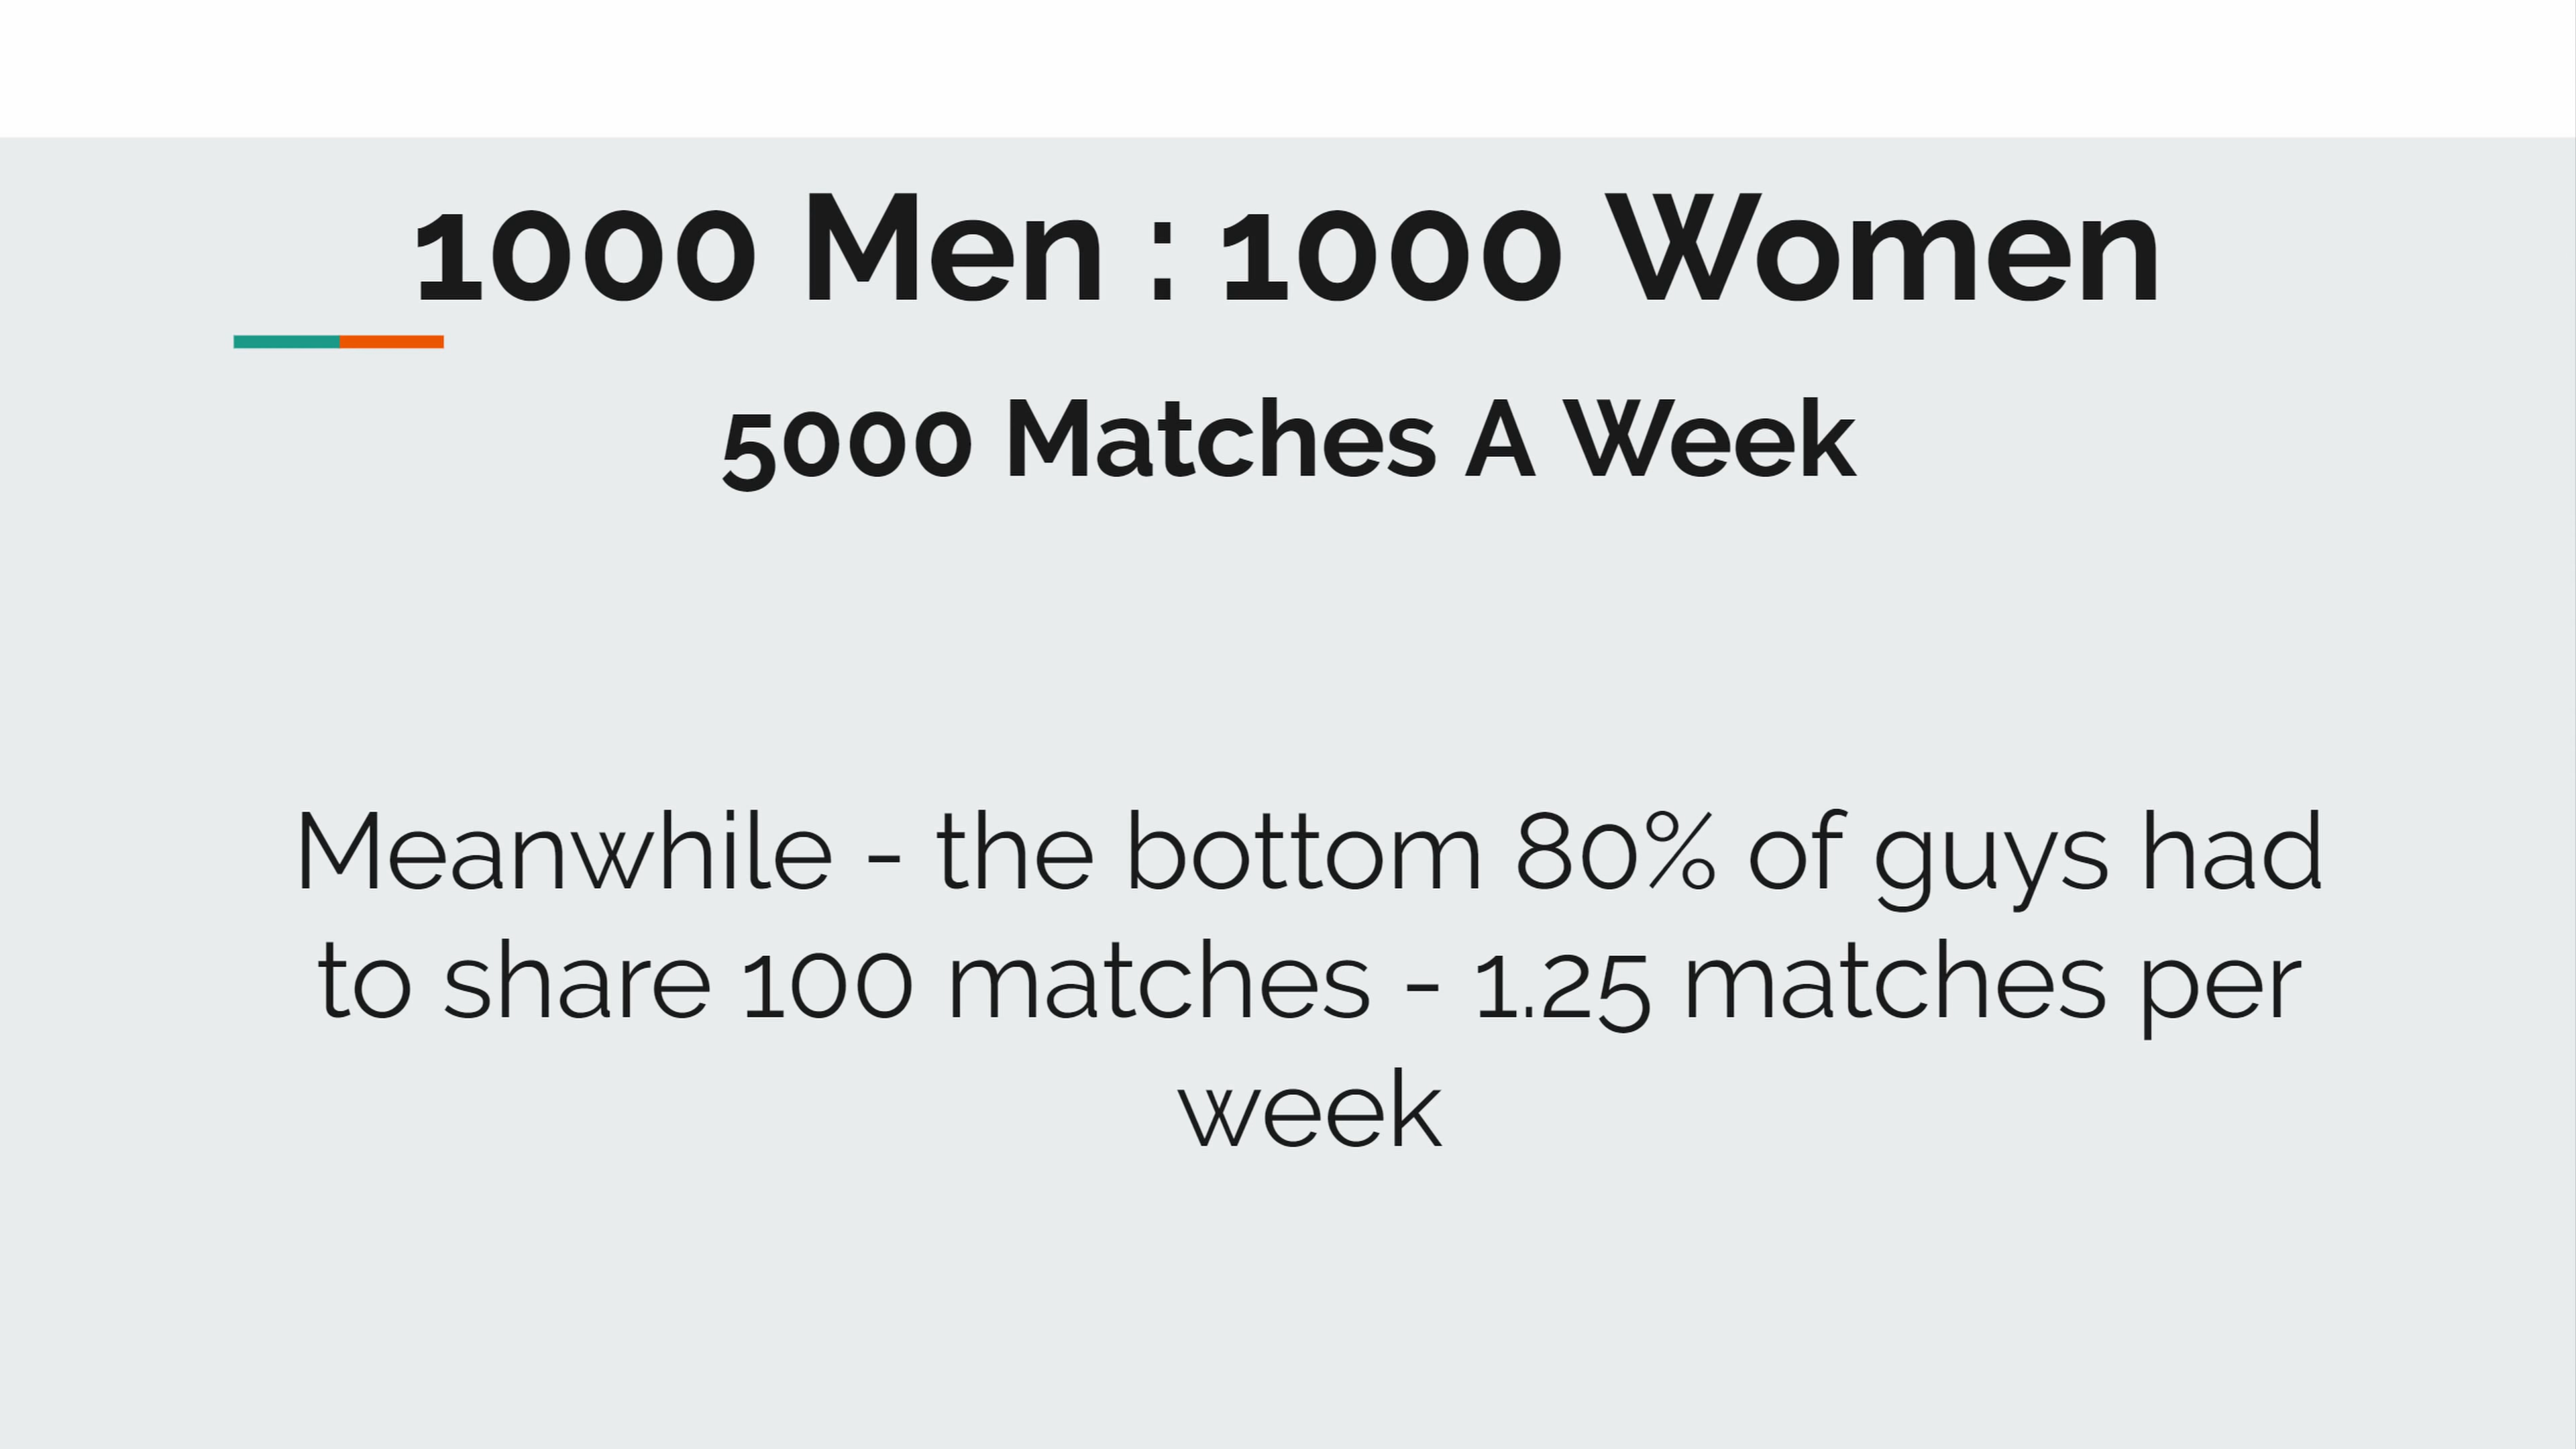 1000 Men : 1000 Women
5000 Matches A Week
Meanwhile - the bottom 80% of guys had
to share 100 matches - 1.25 matches per
week